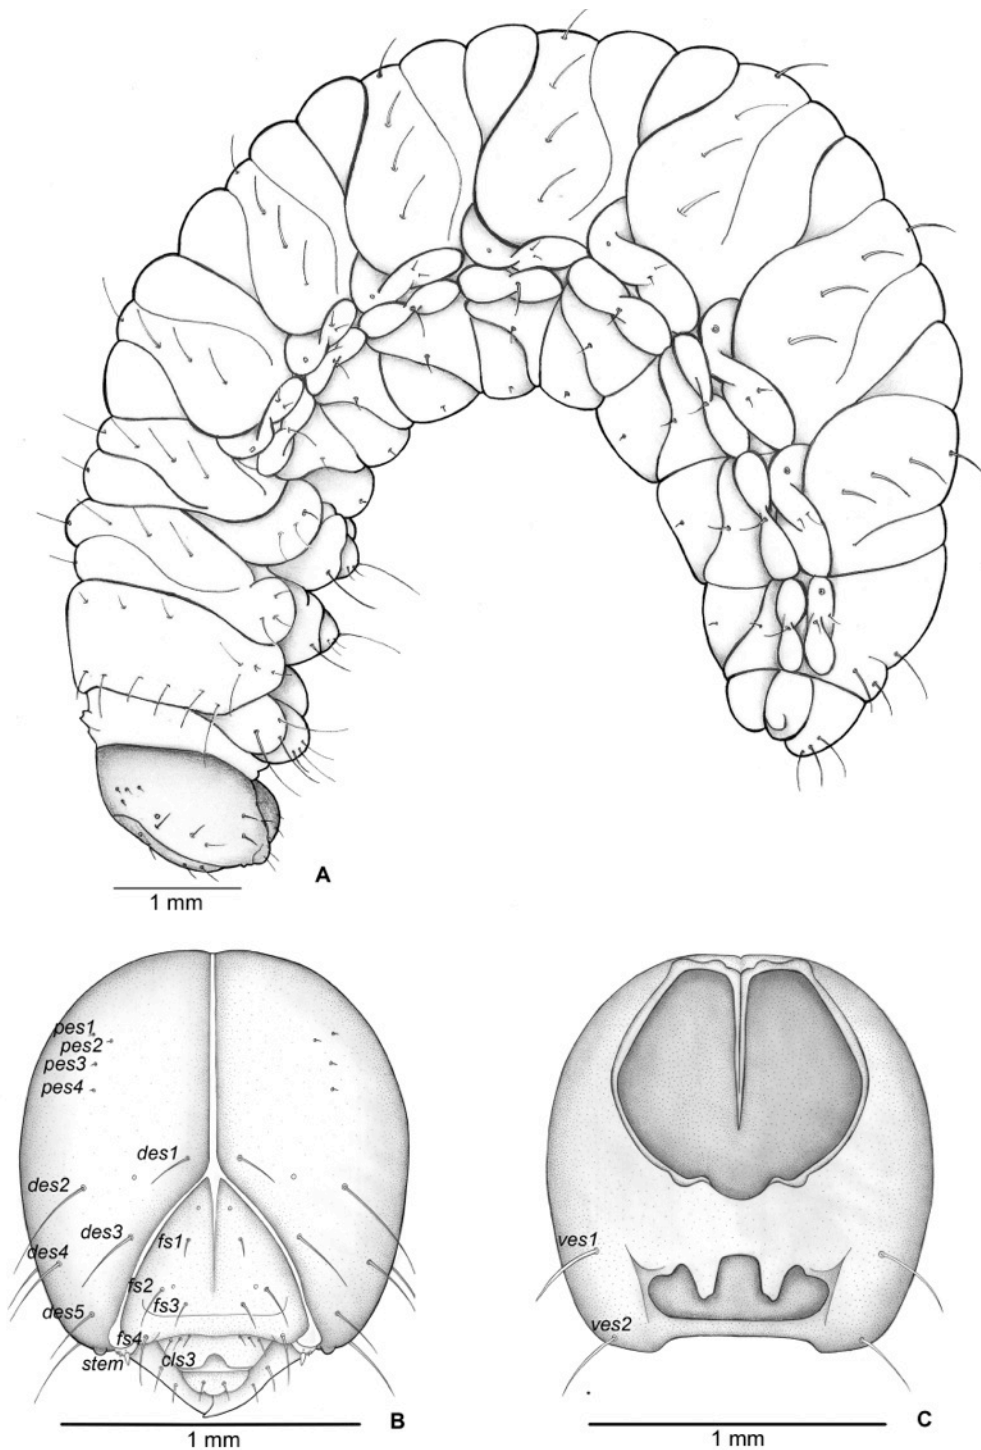 A
1 mm
pes1
pes2
pes3
pes4
des1
des2
des3
des4
fs1
fs2
fs3
des5
fs4
stem
cls3
B
1 mm
ves1
ves2
C
1 mm